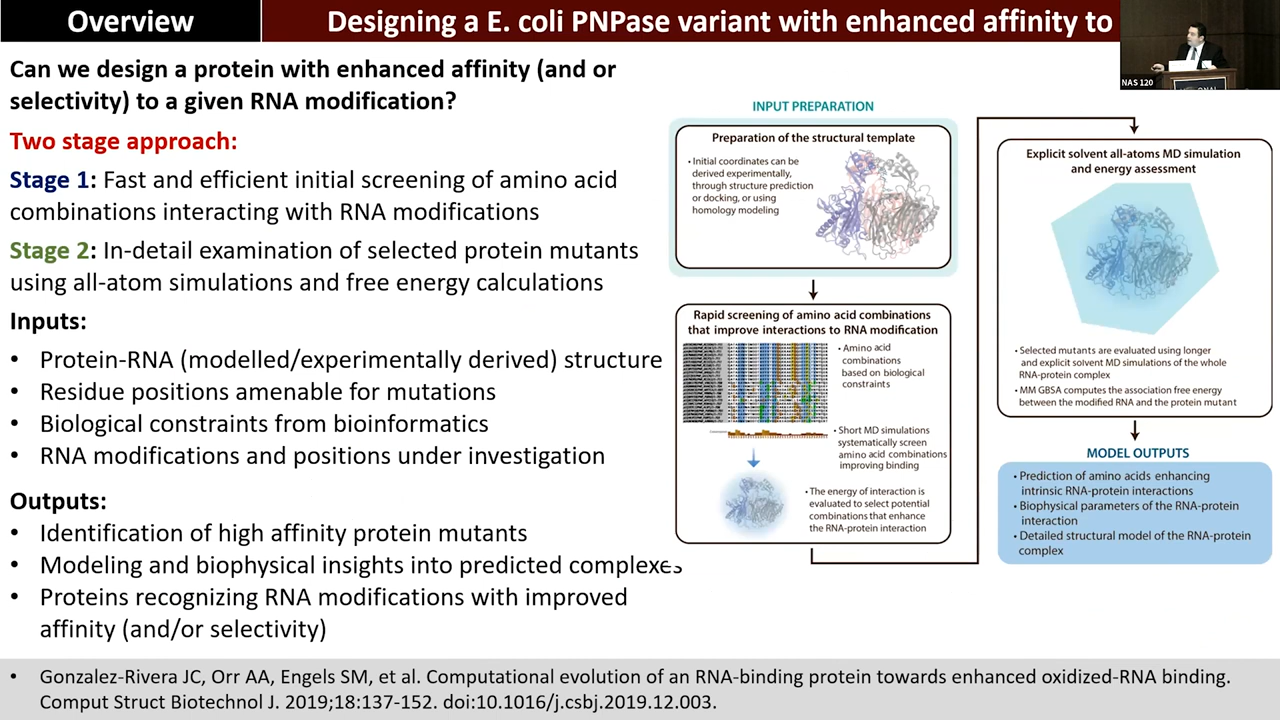 Overview
Designing a E. coli PNPase variant with enhanced affinity to
NAS 120
Can we design a protein with enhanced affinity (and or
selectivity) to a given RNA modification?
Two stage approach:
Stage 1: Fast and efficient initial screening of amino acid
combinations interacting with RNA modifications
Stage 2: In-detail examination of selected protein mutants
using all-atom simulations and free energy calculations
Inputs:
• Protein-RNA (modelled/experimentally derived) structure
• Residue positions amenable for mutations
• Biological constraints from bioinformatics
• RNA modifications and positions under investigation
Outputs:
• Identification of high affinity protein mutants
• Modeling and biophysical insights into predicted complexes
• Proteins recognizing RNA modifications with improved
affinity (and/or selectivity)
INPUT PREPARATION
Preparation of the structural template
• Initial coordinates can be
derived experimentally,
through structure prediction
or docking, or using
homology modeling
Rapid screening of amino acid combinations
that improve interactions to RNA modification
• Amino acid
combinations
based on biological
constraints
• Short MD simulations
systematically screen
amino acid combinations
improving binding
• The energy of interaction is
evaluated to select potential
combinations that enhance
the RNA-protein interaction
Explicit solvent all-atoms MD simulation
and energy assessment
• Selected mutants are evaluated using longer
and explicit solvent MD simulations of the whole
RNA-protein complex
• MM GBSA computes the association free energy
between the modified RNA and the protein mutant
MODEL OUTPUTS
• Prediction of amino acids enhancing
intrinsic RNA-protein interactions
• Biophysical parameters of the RNA-protein
interaction
• Detailed structural model of the RNA-protein
complex
• Gonzalez-Rivera JC, Orr AA, Engels SM, et al. Computational evolution of an RNA-binding protein towards enhanced oxidized-RNA binding.
Comput Struct Biotechnol J. 2019;18:137-152. doi:10.1016/j.csbj.2019.12.003.